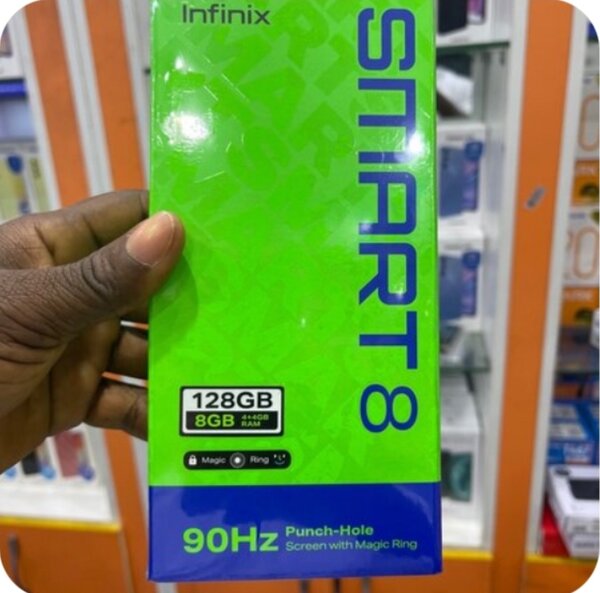 Infinix
SMART 8
128GB
8GB 4+4GB RAM
Magic Ring
90Hz Punch-Hole
Screen with Magic Ring